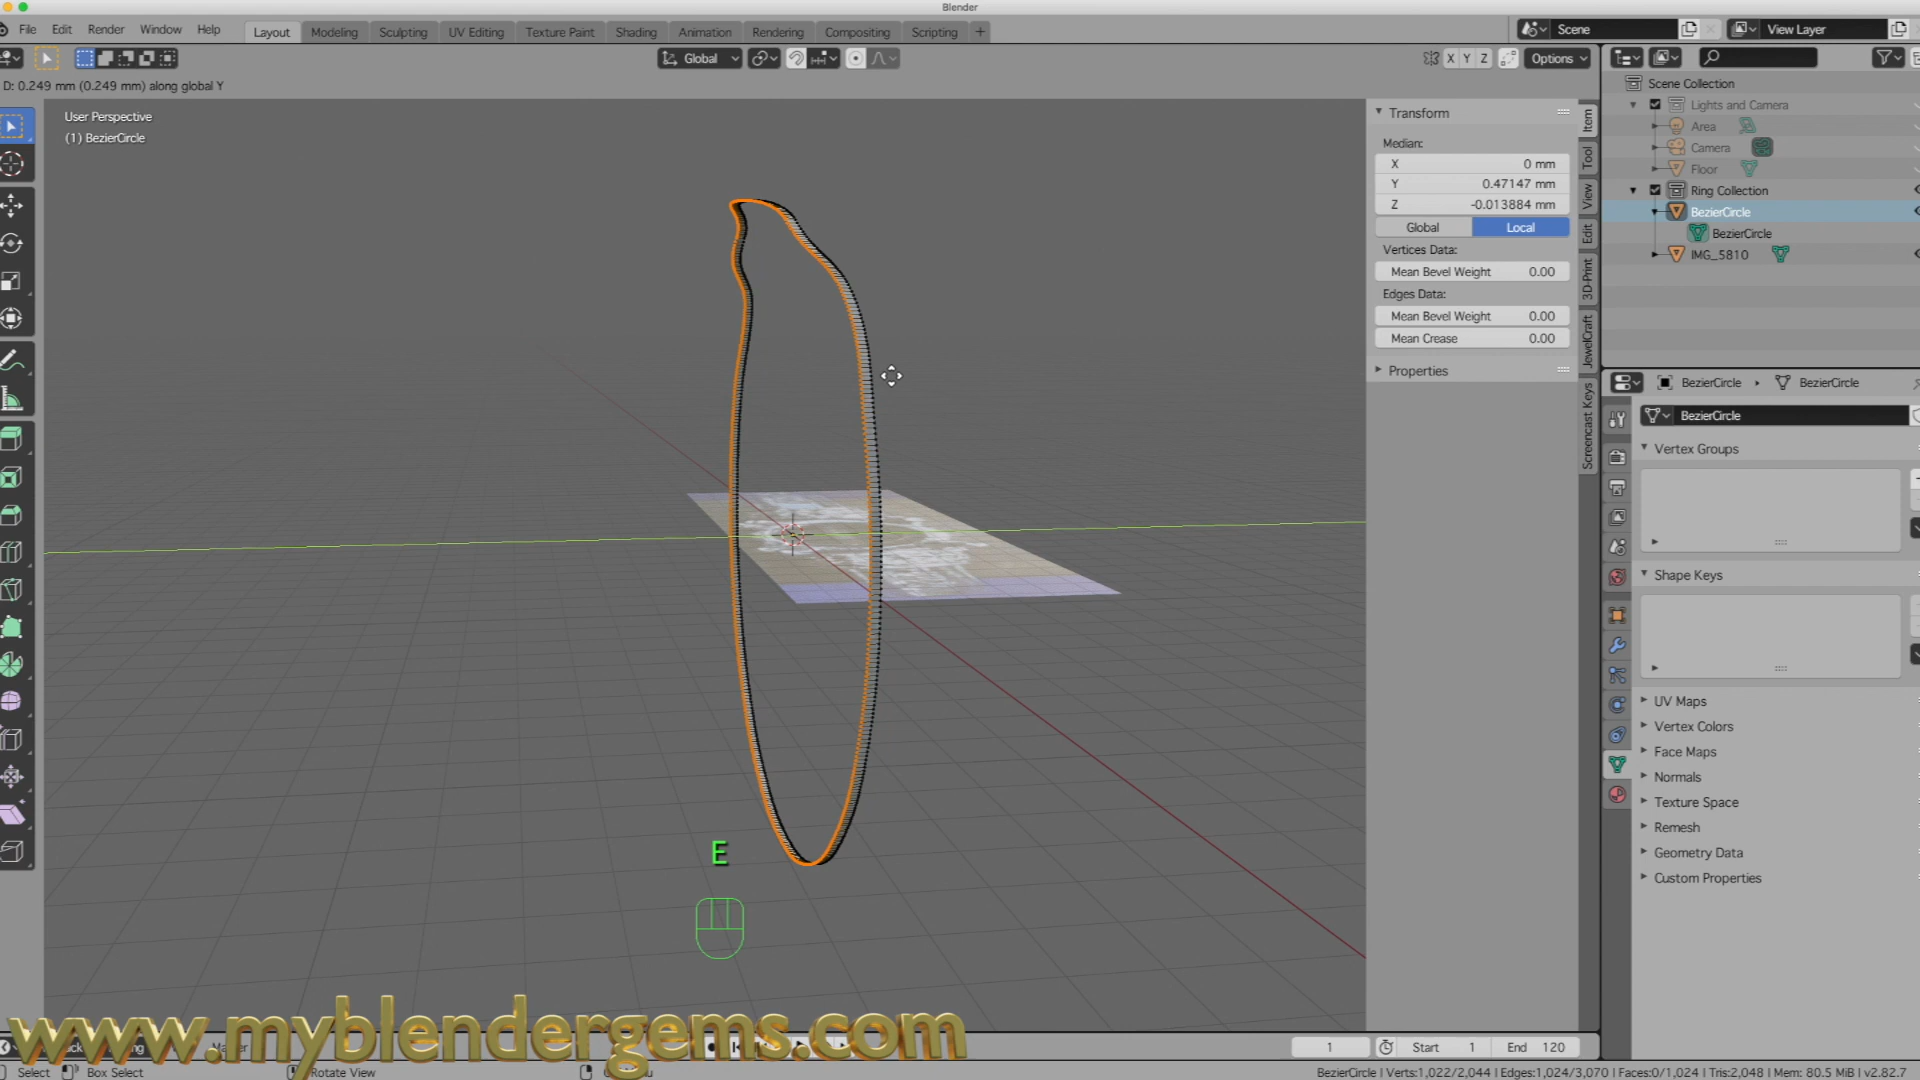 Blender
File Edit Render Window Help
Layout Modeling Sculpting UV Editing Texture Paint Shading Animation Rendering Compositing Scripting +
Scene
View Layer
Global
X Y Z
Options
D: 0.249 mm (0.249 mm) along global Y
User Perspective
(1) BezierCircle
Transform
Median:
X 0 mm
Y 0.47147 mm
Z -0.013884 mm
Global Local
Vertices Data:
Mean Bevel Weight 0.00
Edges Data:
Mean Bevel Weight 0.00
Mean Crease 0.00
Properties
Item
Tool
View
Edit
3D-Print
JewelCraft
Screencast Keys
Scene Collection
Lights and Camera
Area
Camera
Floor
Ring Collection
BezierCircle
BezierCircle
IMG_5810
BezierCircle BezierCircle
BezierCircle
Vertex Groups
Shape Keys
UV Maps
Vertex Colors
Face Maps
Normals
Texture Space
Remesh
Geometry Data
Custom Properties
E
www.myblendergems.com
1 Start 1 End 120
Select Box Select Rotate View
BezierCircle | Verts:1,022/2,044 | Edges:1,024/3,070 | Faces:0/1,024 | Tris:2,048 | Mem: 80.5 MiB | v2.82.7